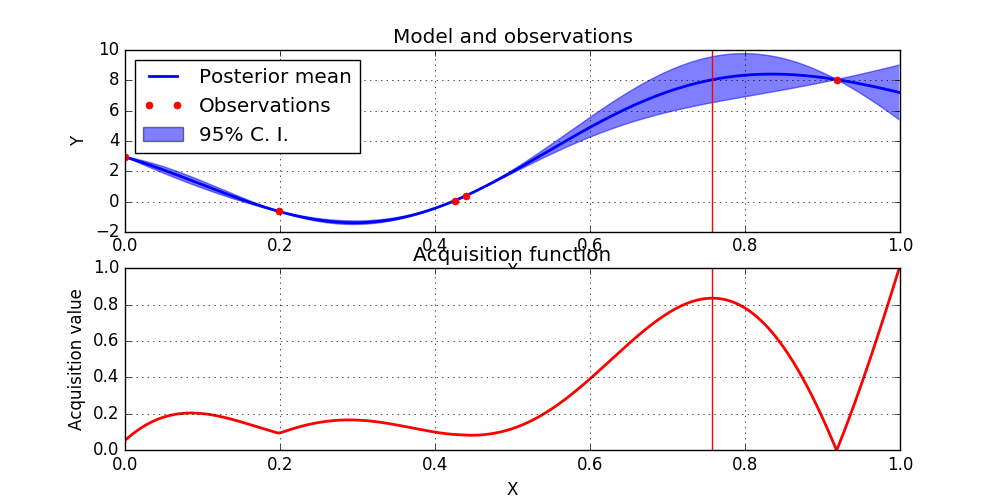 Model and observations
10
8
6
4
2
0
−2
Y
Posterior mean
Observations
95% C. I.
0.0 0.2 0.4 0.6 0.8 1.0
X
Acquisition function
1.0
0.8
0.6
0.4
0.2
0.0
Acquisition value
0.0 0.2 0.4 0.6 0.8 1.0
X